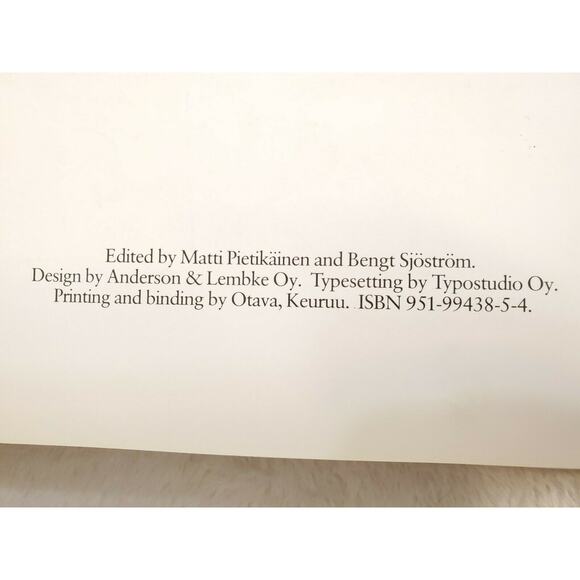 Edited by Matti Pietikäinen and Bengt Sjöström.
Design by Anderson & Lembke Oy. Typesetting by Typostudio Oy.
Printing and binding by Otava, Keuruu. ISBN 951-99438-5-4.